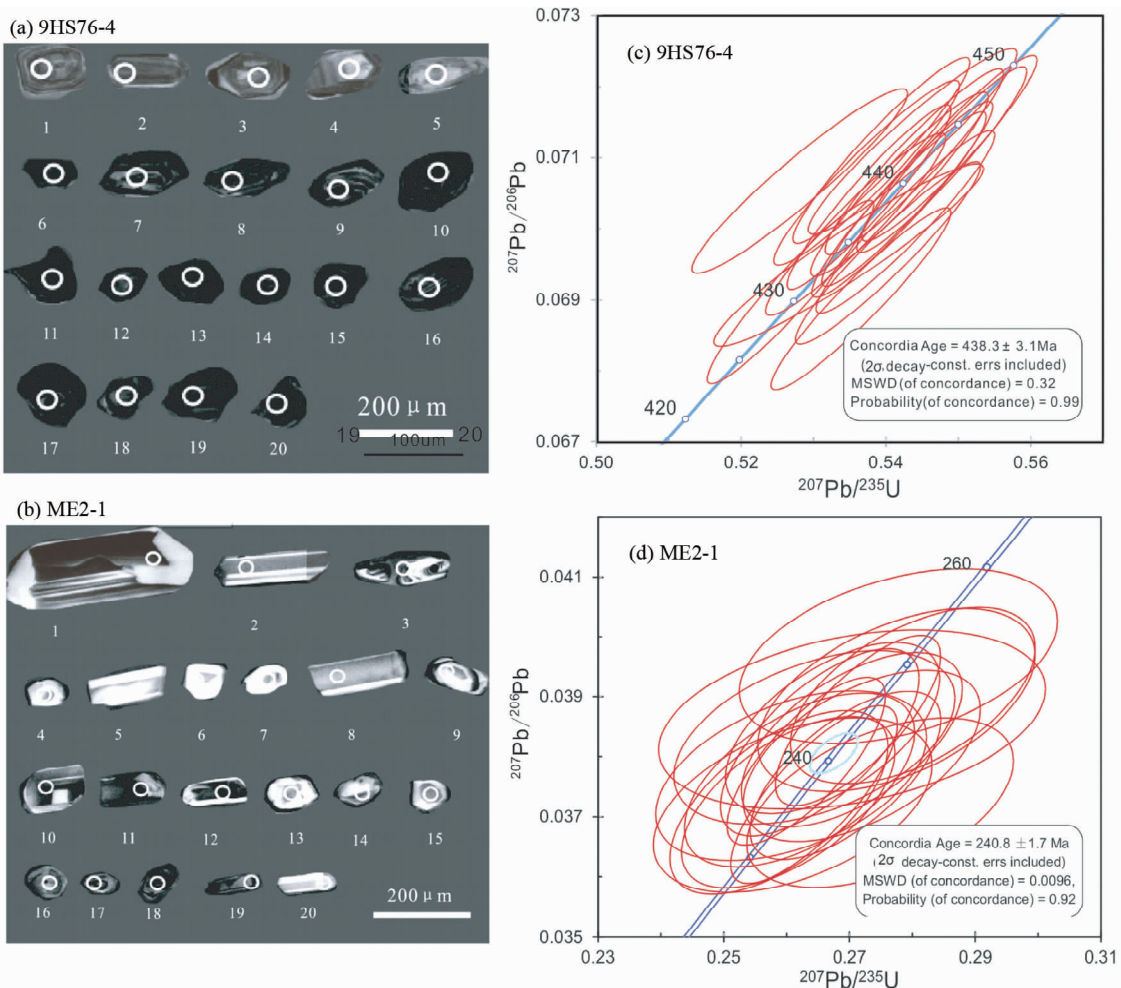 (a) 9HS76-4
1 2 3 4 5
6 7 8 9 10
11 12 13 14 15 16
17 18 19 20
200 μm
19 100um 20
(b) ME2-1
1 2 3
4 5 6 7 8 9
10 11 12 13 14 15
16 17 18 19 20
200 μm
(c) 9HS76-4
0.073
0.071
0.069
0.067
²⁰⁷Pb/²⁰⁶Pb
450
440
430
420
Concordia Age = 438.3 ± 3.1Ma
(2σ, decay-const. errs included)
MSWD (of concordance) = 0.32
Probability(of concordance) = 0.99
0.50 0.52 0.54 0.56
²⁰⁷Pb/²³⁵U
(d) ME2-1
0.041
0.039
0.037
0.035
²⁰⁷Pb/²⁰⁶Pb
260
240
Concordia Age = 240.8 ±1.7 Ma
(2σ decay-const. errs included)
MSWD (of concordance) = 0.0096,
Probability (of concordance) = 0.92
0.23 0.25 0.27 0.29 0.31
²⁰⁷Pb/²³⁵U